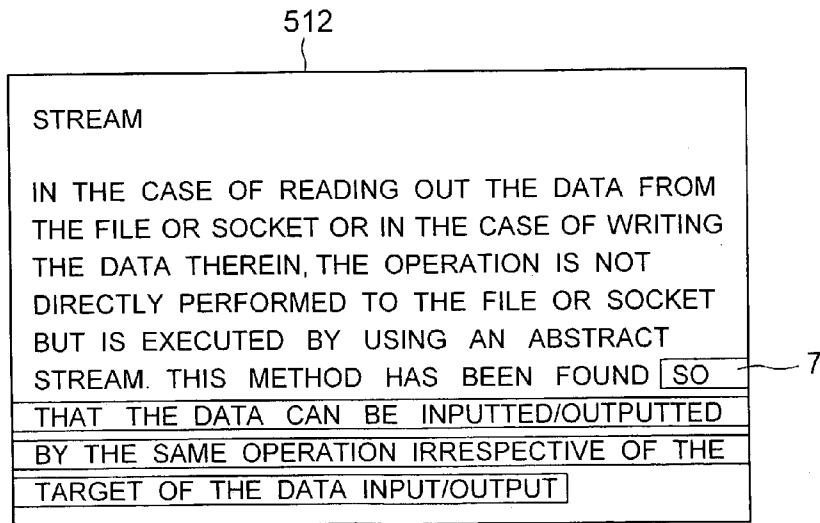 512
STREAM
IN THE CASE OF READING OUT THE DATA FROM
THE FILE OR SOCKET OR IN THE CASE OF WRITING
THE DATA THEREIN, THE OPERATION IS NOT
DIRECTLY PERFORMED TO THE FILE OR SOCKET
BUT IS EXECUTED BY USING AN ABSTRACT
STREAM. THIS METHOD HAS BEEN FOUND SO
7
THAT THE DATA CAN BE INPUTTED/OUTPUTTED
BY THE SAME OPERATION IRRESPECTIVE OF THE
TARGET OF THE DATA INPUT/OUTPUT